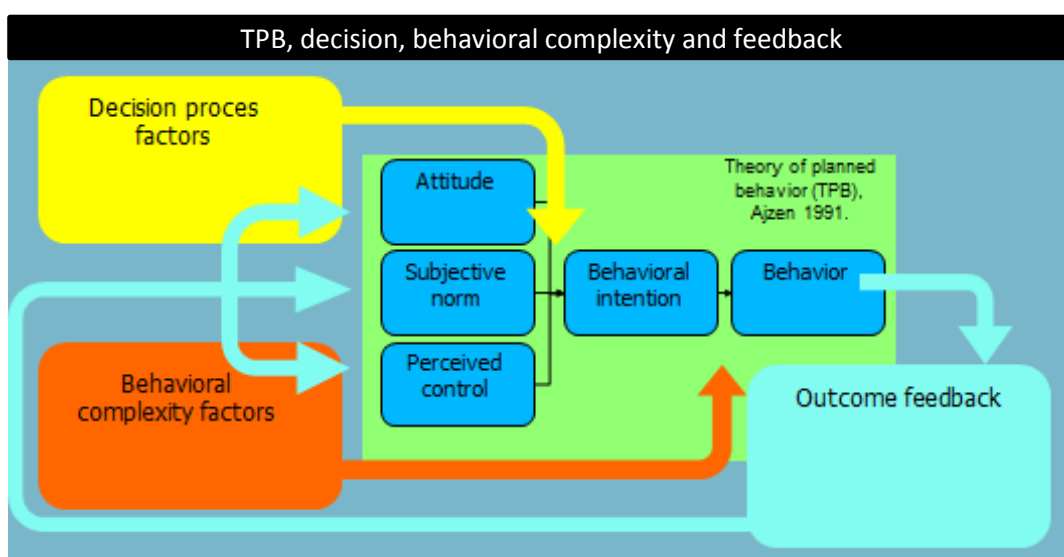 TPB, decision, behavioral complexity and feedback
Decision proces
factors
Attitude
Theory of planned
behavior (TPB),
Ajzen 1991.
Subjective
norm
Behavioral
intention
Behavior
Perceived
control
Behavioral
complexity factors
Outcome feedback